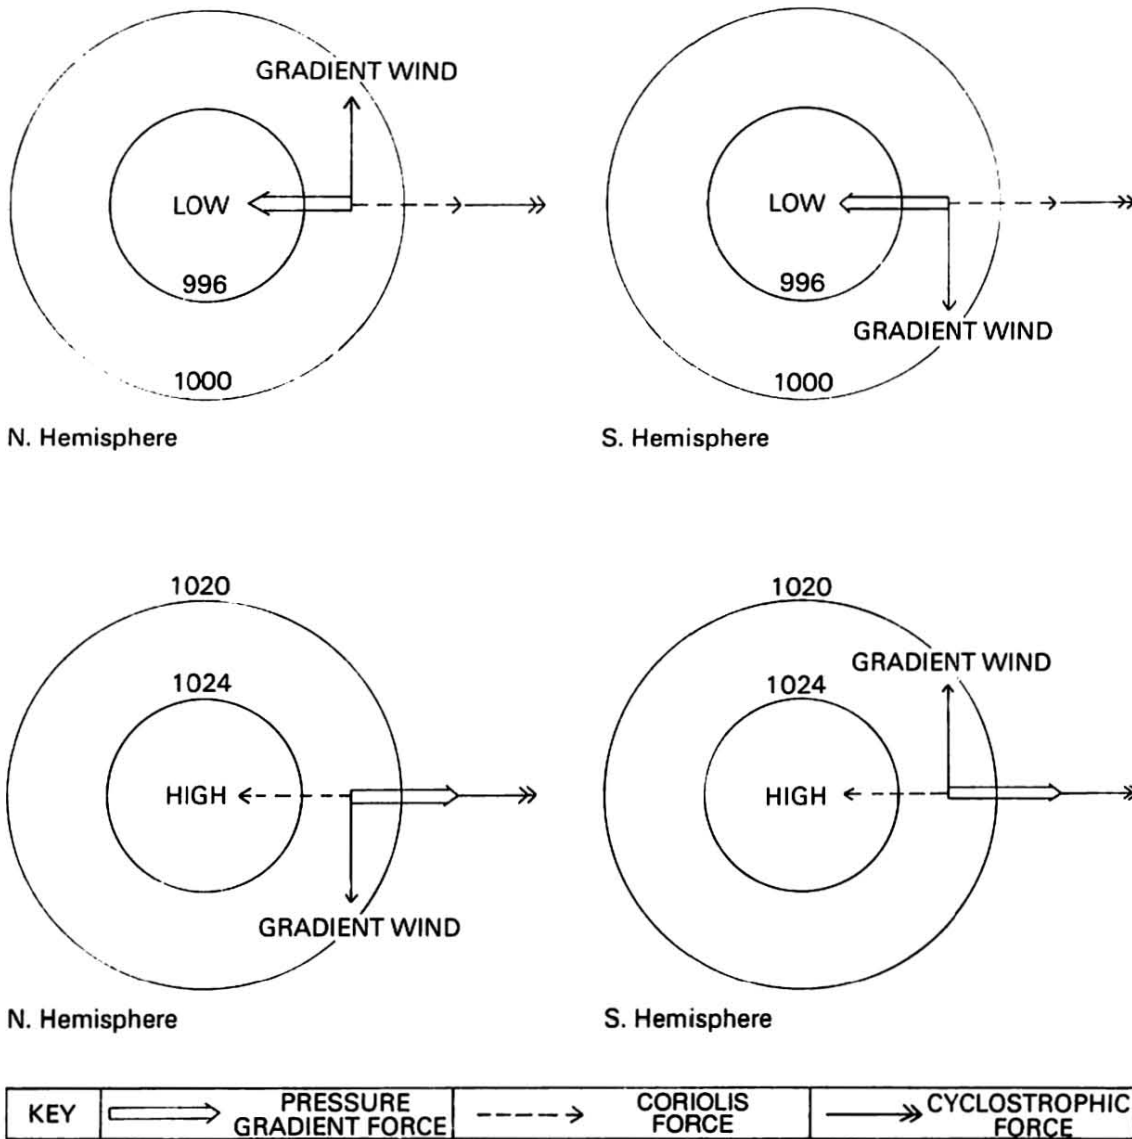 GRADIENT WIND
LOW
996
1000
N. Hemisphere
LOW
996
GRADIENT WIND
1000
S. Hemisphere
1020
1024
HIGH
GRADIENT WIND
N. Hemisphere
1020
GRADIENT WIND
1024
HIGH
S. Hemisphere
KEY
PRESSURE
GRADIENT FORCE
CORIOLIS
FORCE
CYCLOSTROPHIC
FORCE